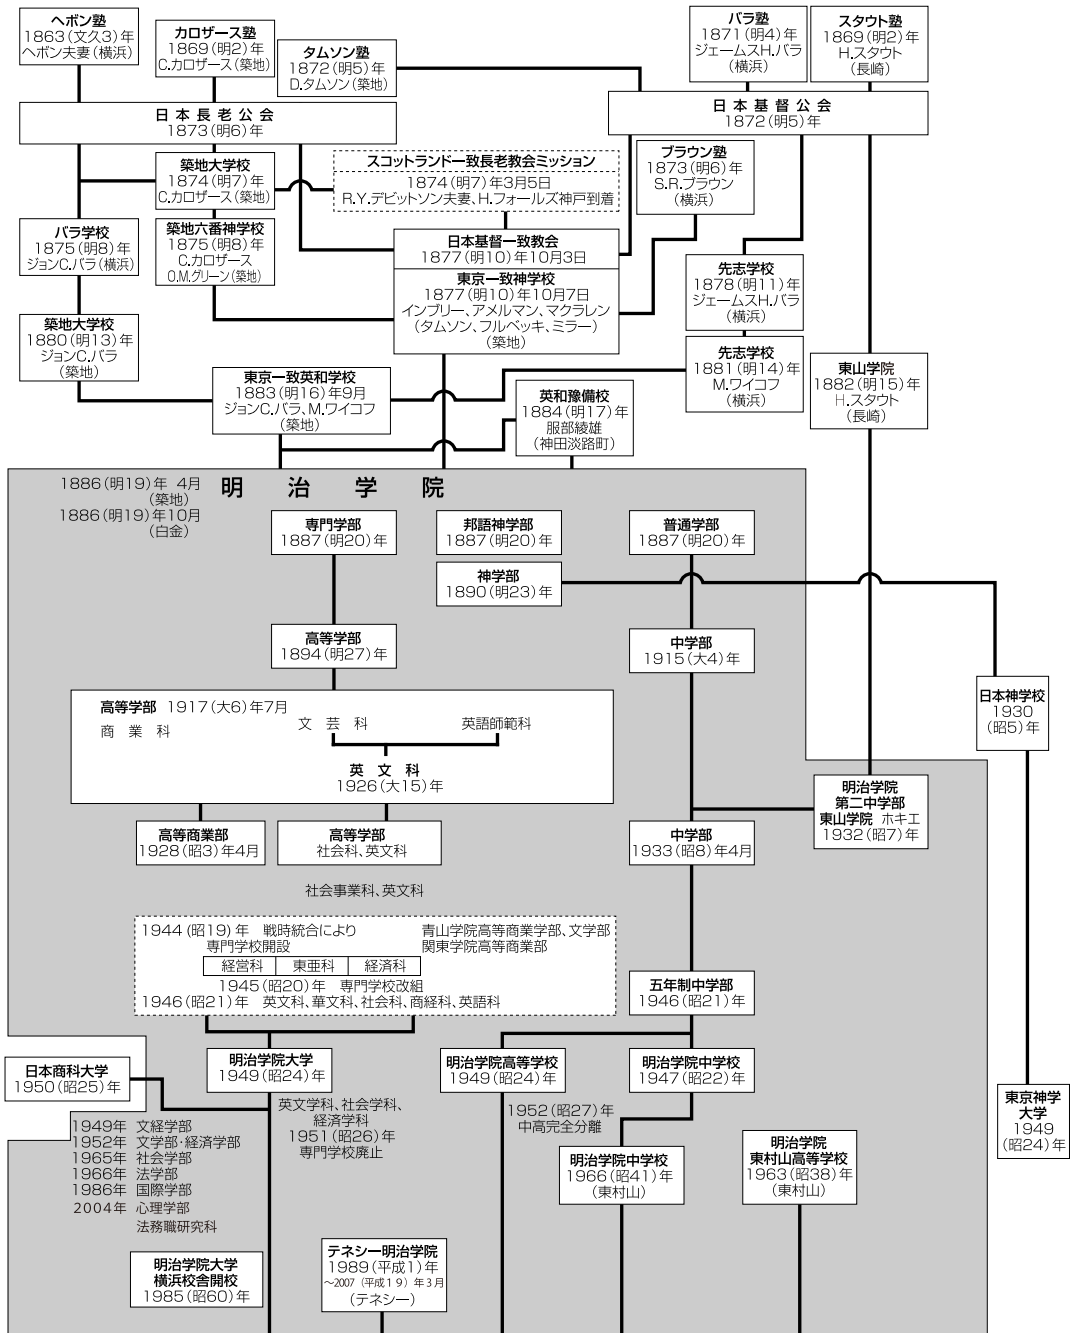 ヘボン塾
1863(文久3)年
ヘボン夫妻(横浜)
カロザース塾
1869(明2)年
C.カロザース(築地)
タムソン塾
1872(明5)年
D.タムソン(築地)
バラ塾
1871(明4)年
ジェームスH.バラ
(横浜)
スタウト塾
1869(明2)年
H.スタウト
(長崎)
日本長老公会
1873(明6)年
日本基督公会
1872(明5)年
築地大学校
1874(明7)年
C.カロザース(築地)
スコットランド一致長老教会ミッション
1874(明7)年3月5日
R.Y.デビットソン夫妻、H.フォールズ神戸到着
ブラウン塾
1873(明6)年
S.R.ブラウン
(横浜)
バラ学校
1875(明8)年
ジョンC.バラ(横浜)
築地六番神学校
1875(明8)年
C.カロザース
O.M.グリーン(築地)
日本基督一致教会
1877(明10)年10月3日
東京一致神学校
1877(明10)年10月7日
インブリー、アメルマン、マクラレン
(タムソン、フルベッキ、ミラー)
(築地)
先志学校
1878(明11)年
ジェームスH.バラ
(横浜)
築地大学校
1880(明13)年
ジョンC.バラ
(築地)
先志学校
1881(明14)年
M.ワイコフ
(横浜)
東山学院
1882(明15)年
H.スタウト
(長崎)
東京一致英和学校
1883(明16)年9月
ジョンC.バラ、M.ワイコフ
(築地)
英和豫備校
1884(明17)年
服部綾雄
(神田淡路町)
1886(明19)年 4月
(築地)
1886(明19)年10月
(白金)
明治学院
専門学部
1887(明20)年
邦語神学部
1887(明20)年
普通学部
1887(明20)年
神学部
1890(明23)年
高等学部
1894(明27)年
中学部
1915(大4)年
日本神学校
1930
(昭5)年
高等学部 1917(大6)年7月
商業科
文芸科
英語師範科
英文科
1926(大15)年
明治学院
第二中学部
東山学院 ホキエ
1932(昭7)年
高等商業部
1928(昭3)年4月
高等学部
社会科、英文科
中学部
1933(昭8)年4月
社会事業科、英文科
1944(昭19)年 戦時統合により
専門学校開設
青山学院高等商業学部、文学部
関東学院高等商業部
経営科 東亜科 経済科
1945(昭20)年 専門学校改組
1946(昭21)年 英文科、華文科、社会科、商経科、英語科
五年制中学部
1946(昭21)年
日本商科大学
1950(昭25)年
明治学院大学
1949(昭24)年
明治学院高等学校
1949(昭24)年
明治学院中学校
1947(昭22)年
東京神学
大学
1949
(昭24)年
英文学科、社会学科、
経済学科
1951(昭26)年
専門学校廃止
1952(昭27)年
中高完全分離
1949年 文経学部
1952年 文学部・経済学部
1965年 社会学部
1966年 法学部
1986年 国際学部
2004年 心理学部
法務職研究科
明治学院中学校
1966(昭41)年
(東村山)
明治学院
東村山高等学校
1963(昭38)年
(東村山)
明治学院大学
横浜校舎開校
1985(昭60)年
テネシー明治学院
1989(平成1)年
～2007(平成19)年3月
(テネシー)